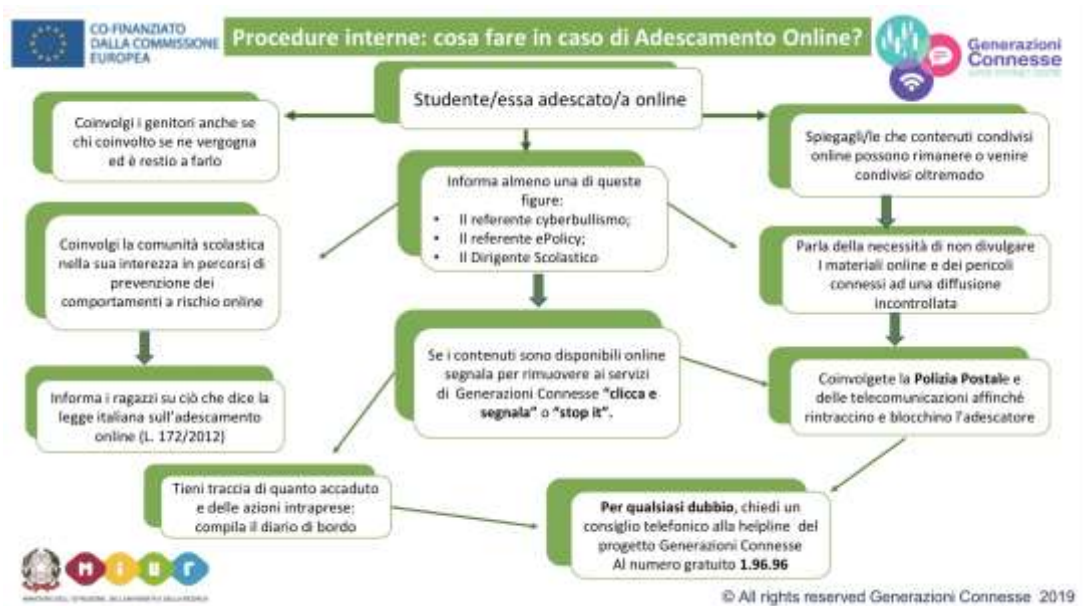 CO-FINANZIATO
DALLA COMMISSIONE
EUROPEA
Procedure interne: cosa fare in caso di Adescamento Online?
Generazioni
Connesse
Studente/essa adescato/a online
Coinvolgi i genitori anche se
chi coinvolto se ne vergogna
ed è restio a farlo
Spiegagli/le che contenuti condivisi
online possono rimanere o venire
condivisi oltremodo
Informa almeno una di queste
figure:
• Il referente cyberbullismo;
• Il referente ePolicy;
• Il Dirigente Scolastico
Coinvolgi la comunità scolastica
nella sua interezza in percorsi di
prevenzione dei
comportamenti a rischio online
Parla della necessità di non divulgare
I materiali online e dei pericoli
connessi ad una diffusione
incontrollata
Se i contenuti sono disponibili online
segnala per rimuovere ai servizi
di Generazioni Connesse "clicca e
segnala" o "stop it".
Informa i ragazzi su ciò che dice la
legge italiana sull'adescamento
online (L. 172/2012)
Coinvolgete la Polizia Postale e
delle telecomunicazioni affinché
rintraccino e blocchino l'adescatore
Tieni traccia di quanto accaduto
e delle azioni intraprese:
compila il diario di bordo
Per qualsiasi dubbio, chiedi un
consiglio telefonico alla helpline del
progetto Generazioni Connesse
Al numero gratuito 1.96.96
miur
© All rights reserved Generazioni Connesse 2019